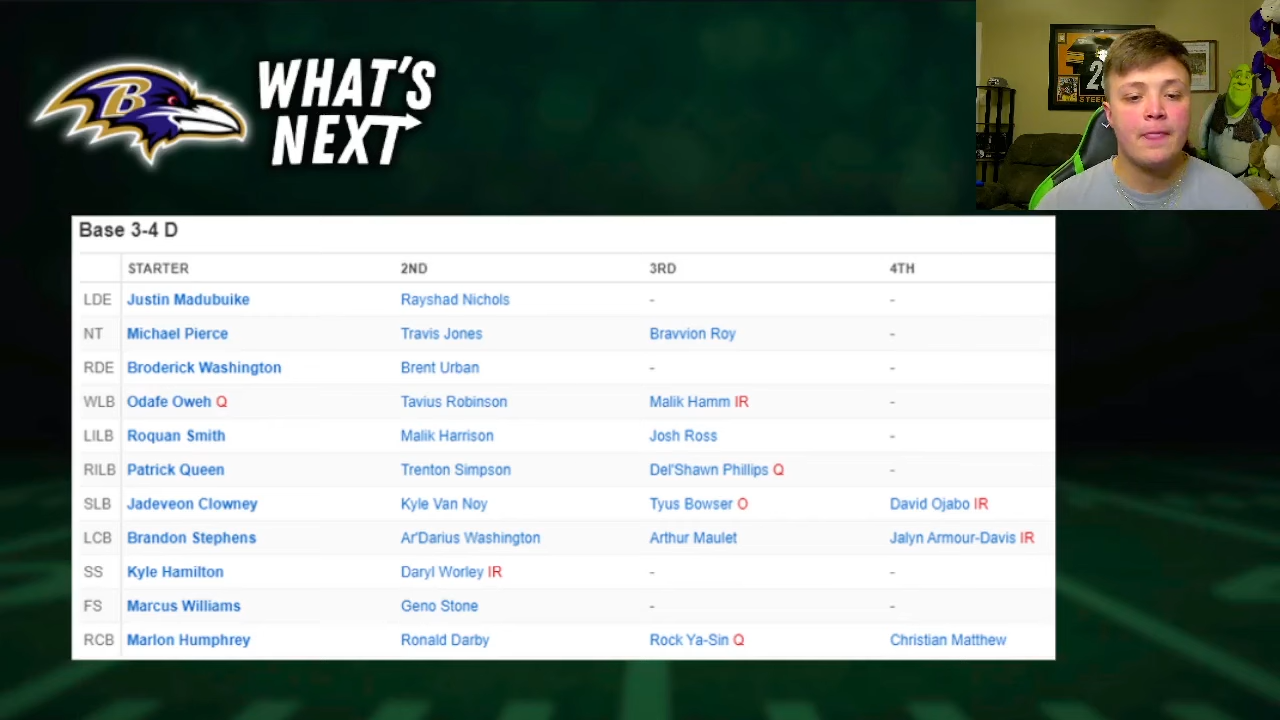 B
WHAT'S
NEXT
2
STEE
Base 3-4 D
STARTER 2ND 3RD 4TH
LDE Justin Madubuike Rayshad Nichols - -
NT Michael Pierce Travis Jones Bravvion Roy -
RDE Broderick Washington Brent Urban - -
WLB Odafe Oweh Q Tavius Robinson Malik Hamm IR -
LILB Roquan Smith Malik Harrison Josh Ross -
RILB Patrick Queen Trenton Simpson Del'Shawn Phillips Q -
SLB Jadeveon Clowney Kyle Van Noy Tyus Bowser O David Ojabo IR
LCB Brandon Stephens Ar'Darius Washington Arthur Maulet Jalyn Armour-Davis IR
SS Kyle Hamilton Daryl Worley IR - -
FS Marcus Williams Geno Stone - -
RCB Marlon Humphrey Ronald Darby Rock Ya-Sin Q Christian Matthew